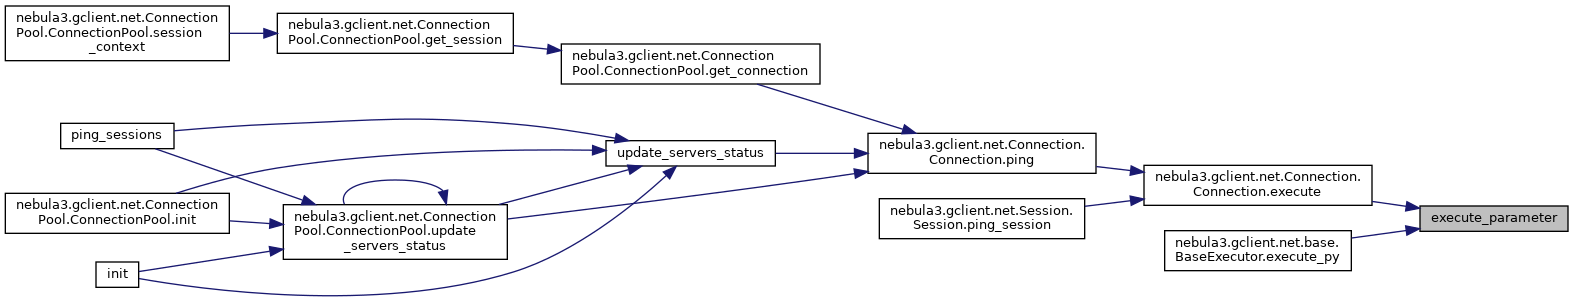 nebula3.gclient.net.Connection
Pool.ConnectionPool.session
_context
nebula3.gclient.net.Connection
Pool.ConnectionPool.get_session
nebula3.gclient.net.Connection
Pool.ConnectionPool.get_connection
ping_sessions
update_servers_status
nebula3.gclient.net.Connection.
Connection.ping
nebula3.gclient.net.Connection.
Connection.execute
nebula3.gclient.net.Connection
Pool.ConnectionPool.init
nebula3.gclient.net.Connection
Pool.ConnectionPool.update
_servers_status
nebula3.gclient.net.Session.
Session.ping_session
execute_parameter
nebula3.gclient.net.base.
BaseExecutor.execute_py
init